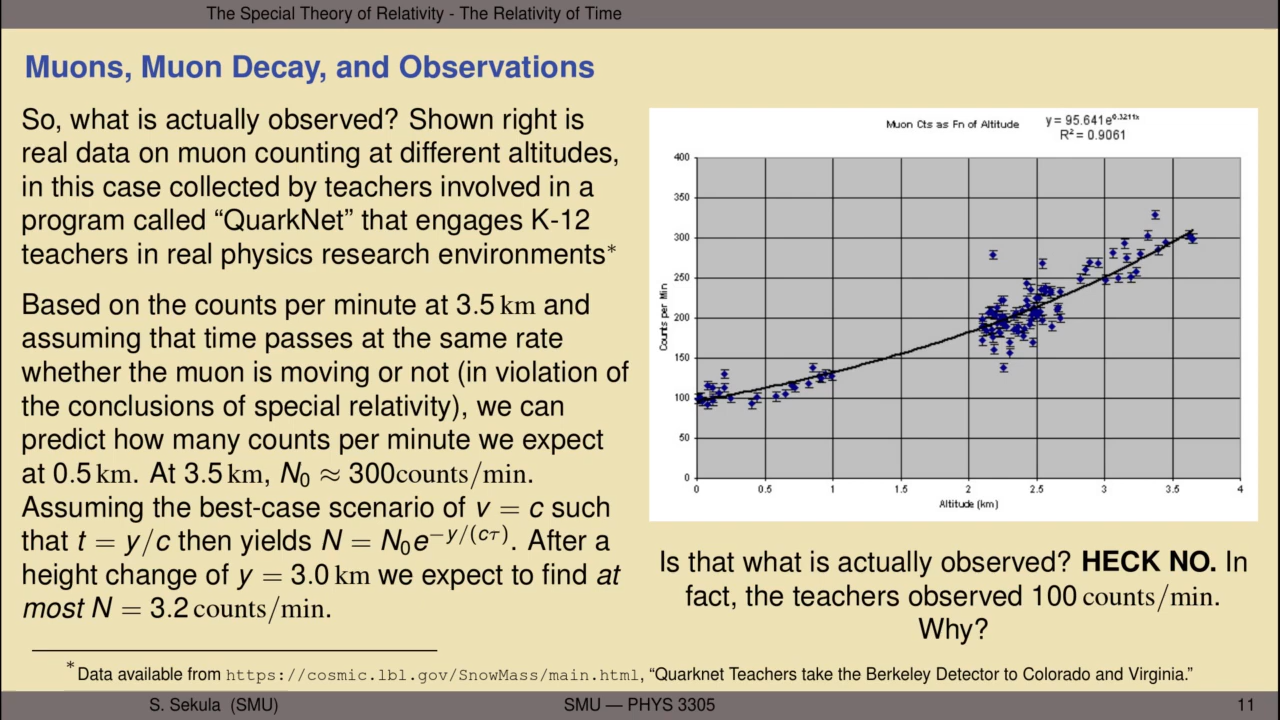 The Special Theory of Relativity - The Relativity of Time
Muons, Muon Decay, and Observations
So, what is actually observed? Shown right is
real data on muon counting at different altitudes,
in this case collected by teachers involved in a
program called “QuarkNet” that engages K-12
teachers in real physics research environments*
Based on the counts per minute at 3.5 km and
assuming that time passes at the same rate
whether the muon is moving or not (in violation of
the conclusions of special relativity), we can
predict how many counts per minute we expect
at 0.5 km. At 3.5 km, N₀ ≈ 300counts/min.
Assuming the best-case scenario of v = c such
that t = y/c then yields N = N₀e^{−y/(cτ)}. After a
height change of y = 3.0 km we expect to find at
most N = 3.2 counts/min.
Muon Cts as Fn of Altitude
y = 95.641e^{0.3211x}
R² = 0.9061
400
350
300
250
200
150
100
50
0
Counts per Min
0 0.5 1 1.5 2 2.5 3 3.5 4
Altitude (km)
Is that what is actually observed? HECK NO. In
fact, the teachers observed 100 counts/min.
Why?
*Data available from https://cosmic.lbl.gov/SnowMass/main.html, “Quarknet Teachers take the Berkeley Detector to Colorado and Virginia.”
S. Sekula (SMU) SMU — PHYS 3305 11